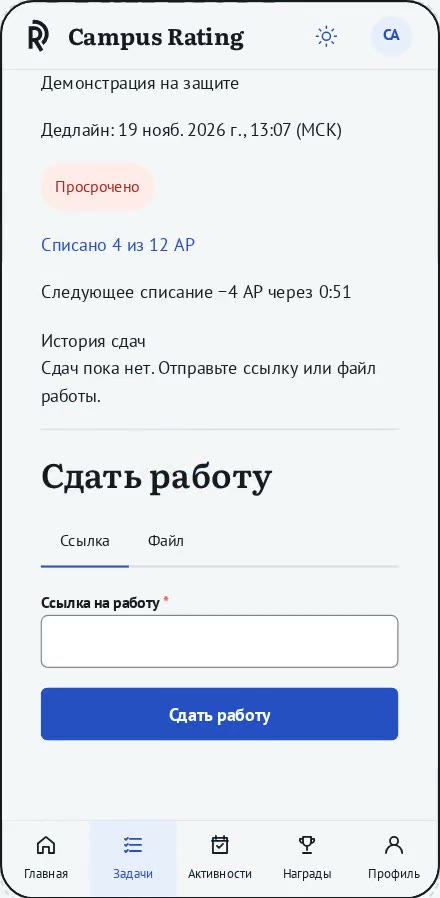 Campus Rating
CA
Демонстрация на защите
Дедлайн: 19 нояб. 2026 г., 13:07 (МСК)
Просрочено
Списано 4 из 12 AP
Следующее списание −4 AP через 0:51
История сдач
Сдач пока нет. Отправьте ссылку или файл
работы.
Сдать работу
Ссылка Файл
Ссылка на работу *
Сдать работу
Главная Задачи Активности Награды Профиль